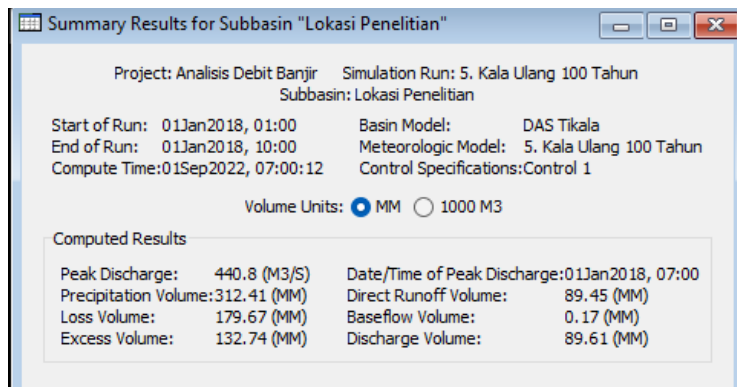 Summary Results for Subbasin "Lokasi Penelitian"
Project: Analisis Debit Banjir Simulation Run: 5. Kala Ulang 100 Tahun
Subbasin: Lokasi Penelitian
Start of Run: 01Jan2018, 01:00 Basin Model: DAS Tikala
End of Run: 01Jan2018, 10:00 Meteorologic Model: 5. Kala Ulang 100 Tahun
Compute Time:01Sep2022, 07:00:12 Control Specifications:Control 1
Volume Units: MM 1000 M3
Computed Results
Peak Discharge: 440.8 (M3/S) Date/Time of Peak Discharge:01Jan2018, 07:00
Precipitation Volume:312.41 (MM) Direct Runoff Volume: 89.45 (MM)
Loss Volume: 179.67 (MM) Baseflow Volume: 0.17 (MM)
Excess Volume: 132.74 (MM) Discharge Volume: 89.61 (MM)